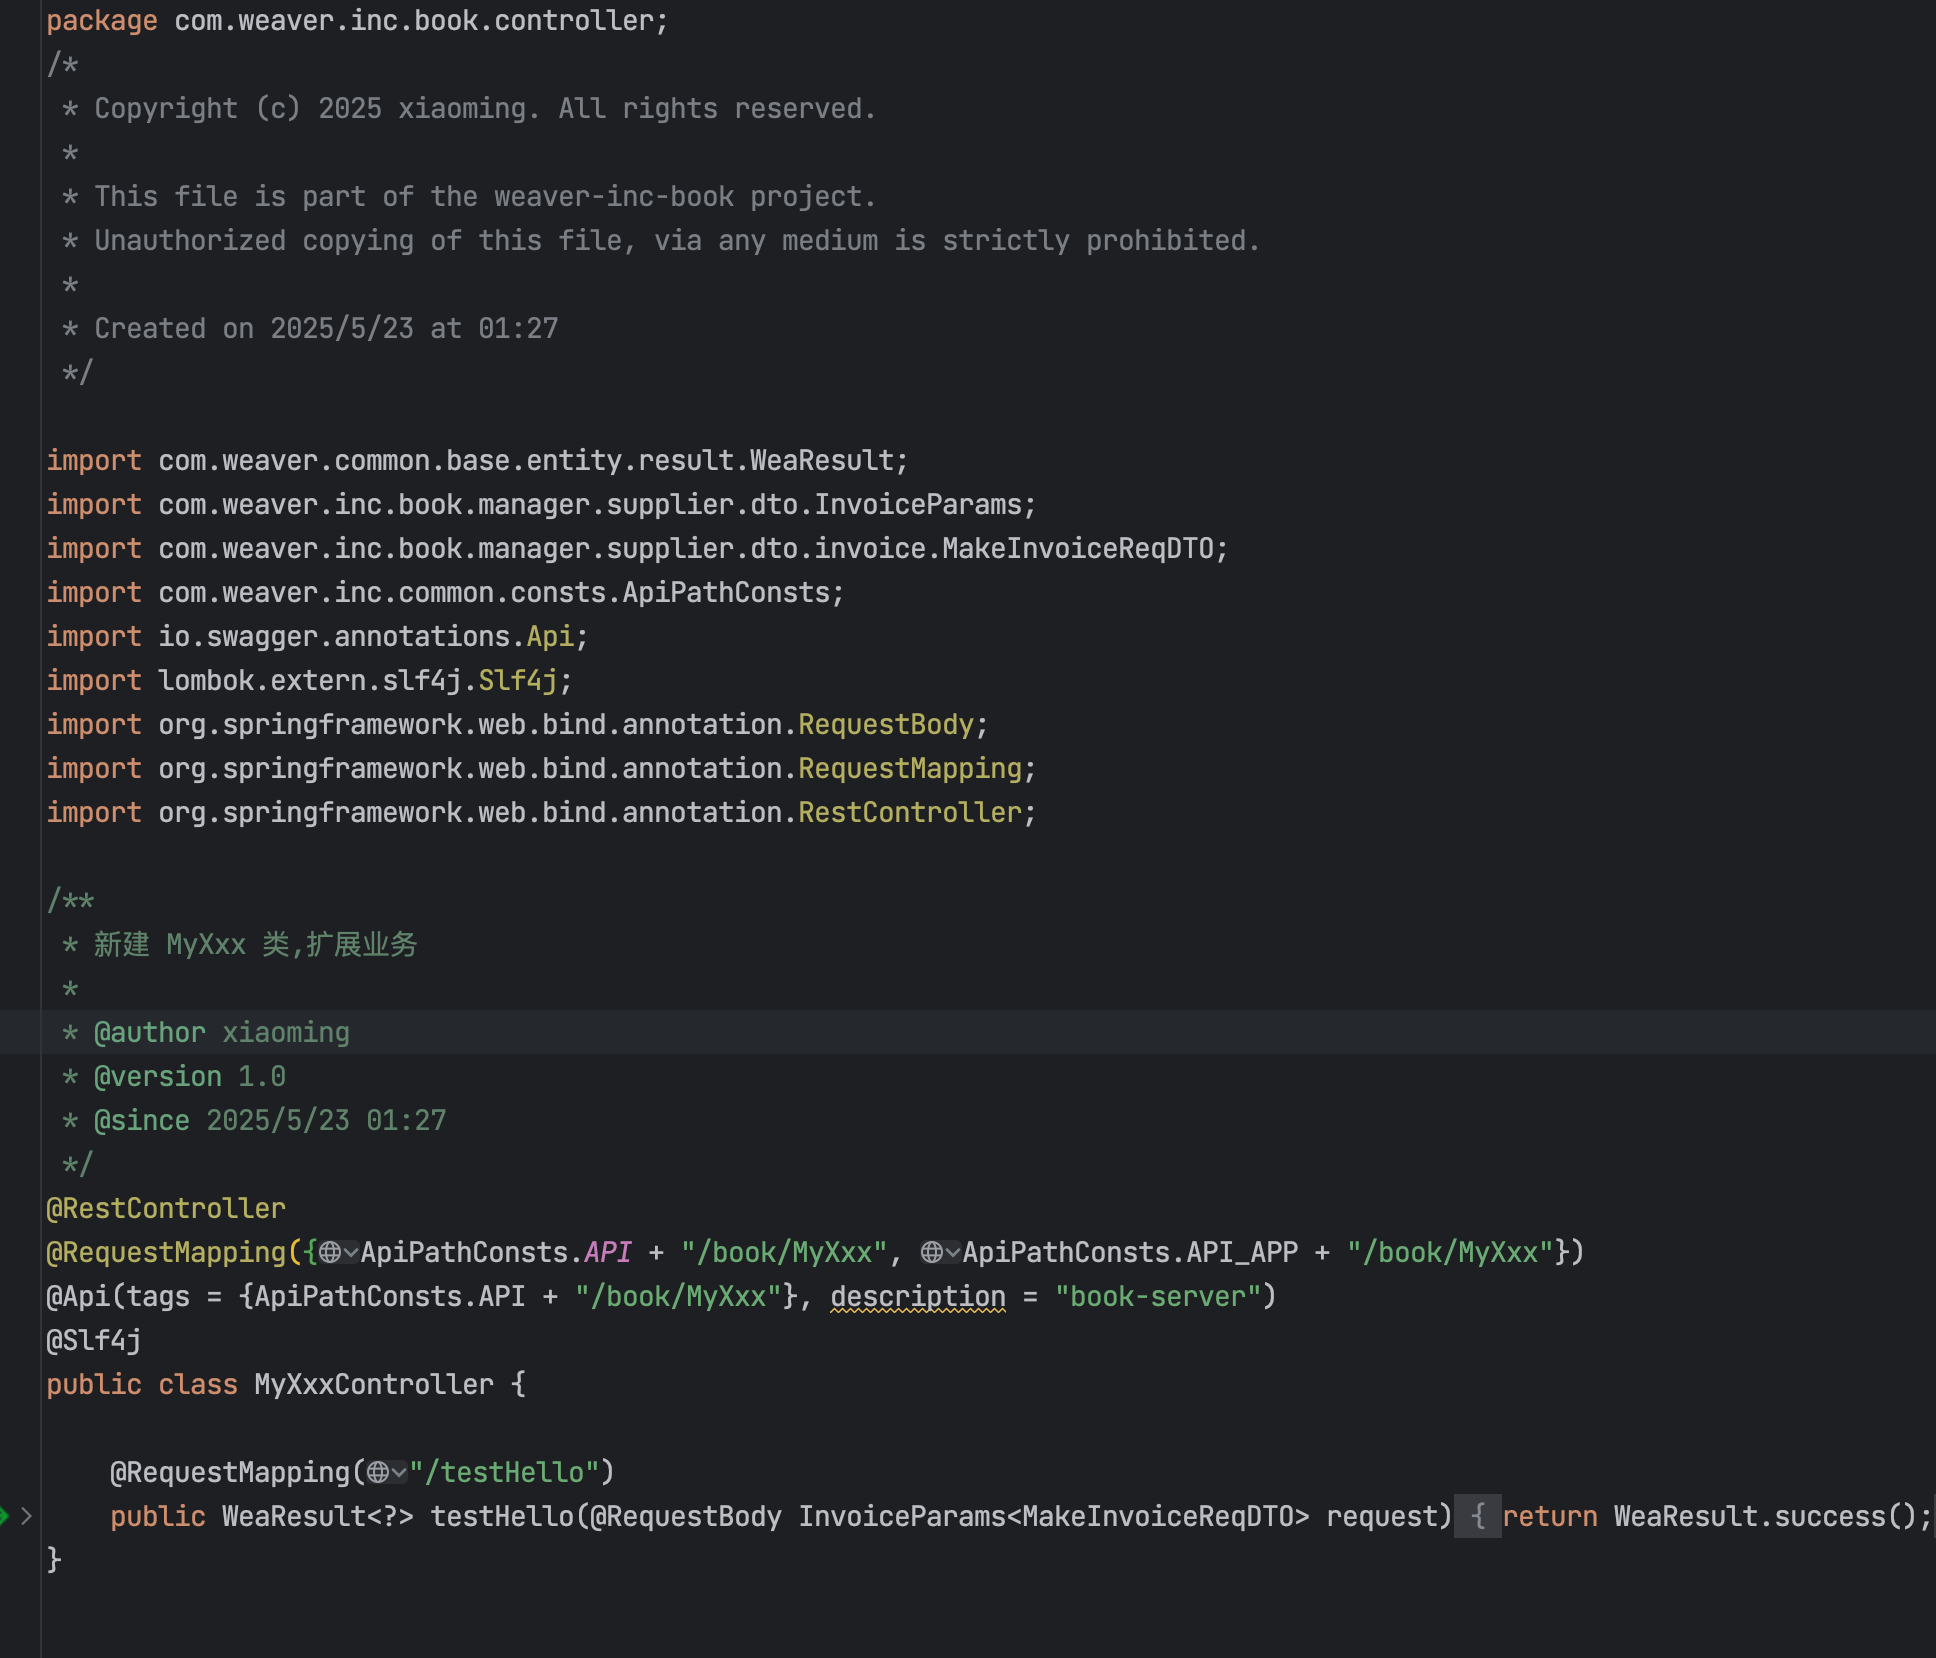 package com.weaver.inc.book.controller;
/*
 * Copyright (c) 2025 xiaoming. All rights reserved.
 *
 * This file is part of the weaver-inc-book project.
 * Unauthorized copying of this file, via any medium is strictly prohibited.
 *
 * Created on 2025/5/23 at 01:27
 */

import com.weaver.common.base.entity.result.WeaResult;
import com.weaver.inc.book.manager.supplier.dto.InvoiceParams;
import com.weaver.inc.book.manager.supplier.dto.invoice.MakeInvoiceReqDTO;
import com.weaver.inc.common.consts.ApiPathConsts;
import io.swagger.annotations.Api;
import lombok.extern.slf4j.Slf4j;
import org.springframework.web.bind.annotation.RequestBody;
import org.springframework.web.bind.annotation.RequestMapping;
import org.springframework.web.bind.annotation.RestController;

/**
 * 新建 MyXxx 类,扩展业务
 *
 * @author xiaoming
 * @version 1.0
 * @since 2025/5/23 01:27
 */
@RestController
@RequestMapping({ApiPathConsts.API + "/book/MyXxx", ApiPathConsts.API_APP + "/book/MyXxx"})
@Api(tags = {ApiPathConsts.API + "/book/MyXxx"}, description = "book-server")
@Slf4j
public class MyXxxController {

    @RequestMapping("/testHello")
    public WeaResult<?> testHello(@RequestBody InvoiceParams<MakeInvoiceReqDTO> request) { return WeaResult.success();
}